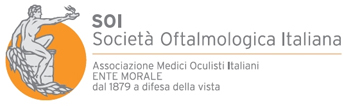 SOI
Società Oftalmologica Italiana
Associazione Medici Oculisti Italiani
ENTE MORALE
dal 1879 a difesa della vista